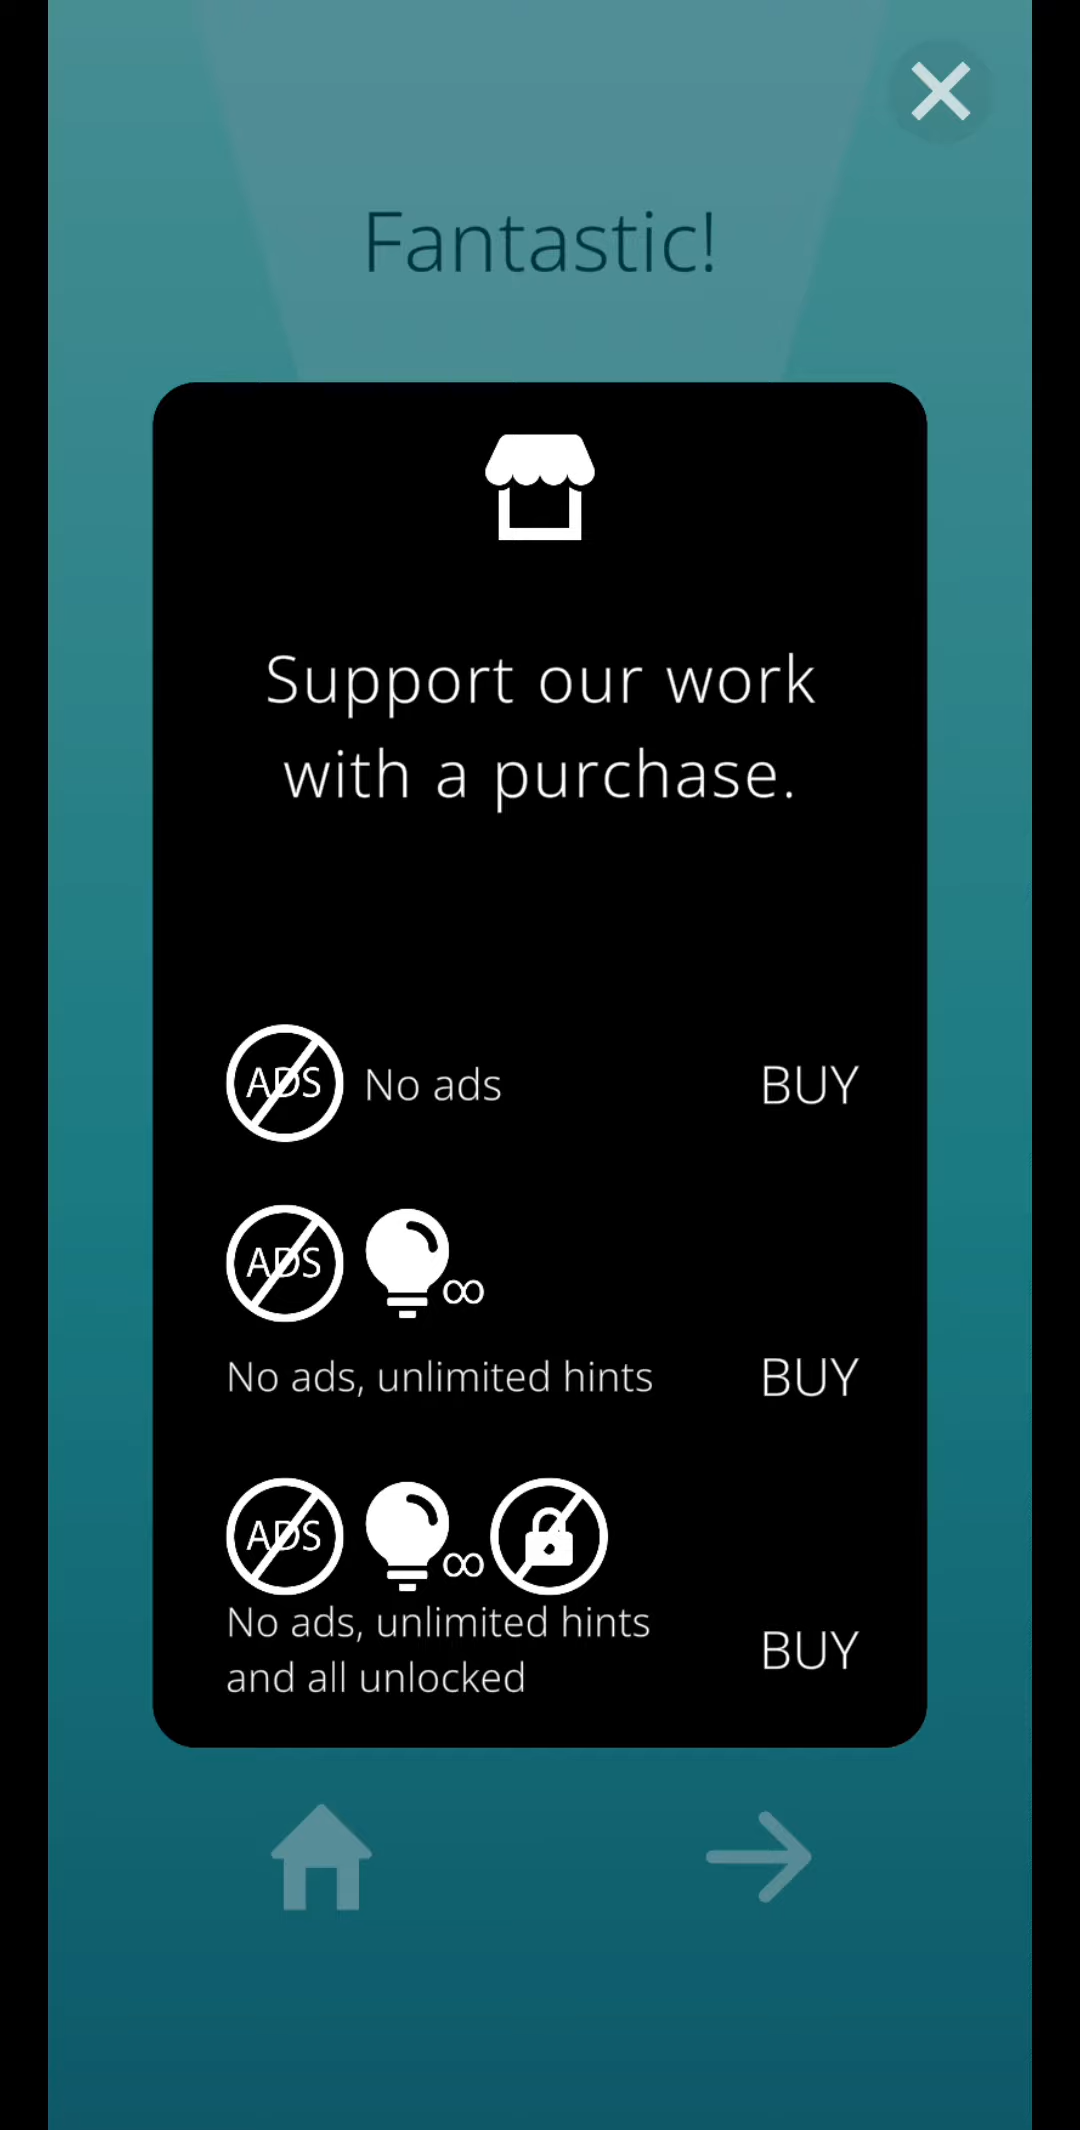 Fantastic!
Support our work
with a purchase.
ADS No ads BUY
ADS ∞
No ads, unlimited hints BUY
ADS ∞
No ads, unlimited hints
and all unlocked BUY